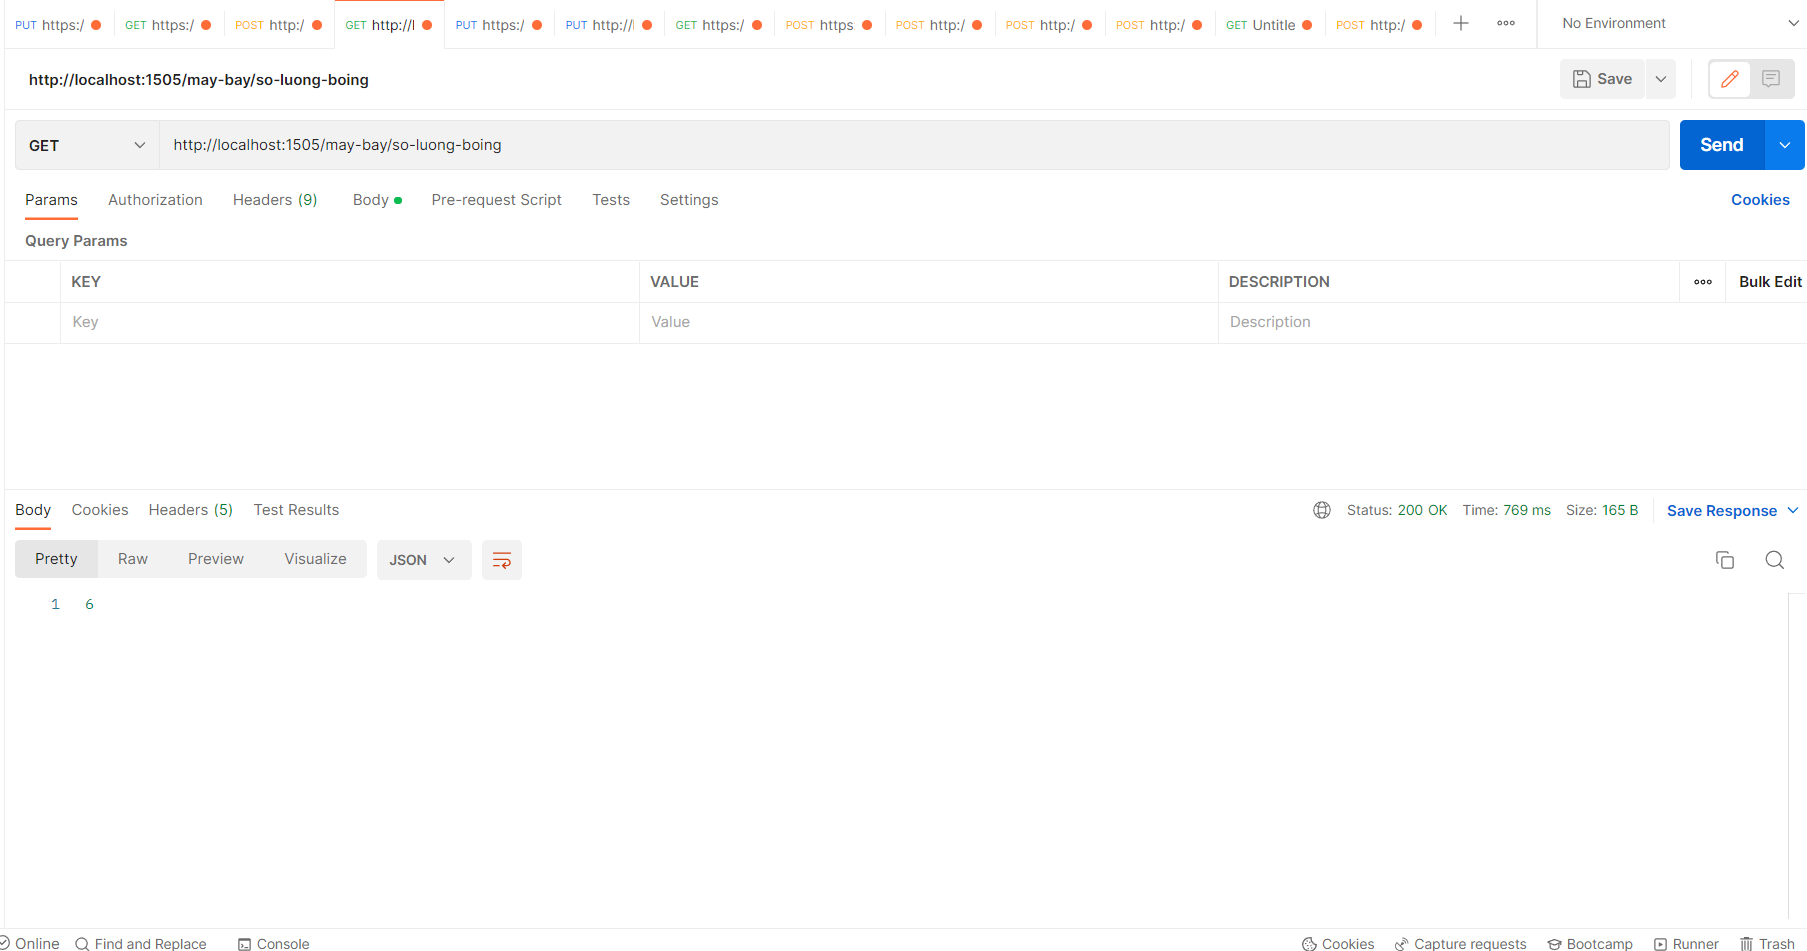 PUT https:/ GET https:/ POST http:/ GET http://l PUT https:/ PUT http://l GET https:/ POST https: POST http:/ POST http:/ POST http:/ GET Untitle POST http:/ No Environment
http://localhost:1505/may-bay/so-luong-boing Save
GET http://localhost:1505/may-bay/so-luong-boing Send
Params Authorization Headers (9) Body Pre-request Script Tests Settings Cookies
Query Params
KEY VALUE DESCRIPTION Bulk Edit
Key Value Description
Body Cookies Headers (5) Test Results Status: 200 OK Time: 769 ms Size: 165 B Save Response
Pretty Raw Preview Visualize JSON
1 6
Online Find and Replace Console Cookies Capture requests Bootcamp Runner Trash